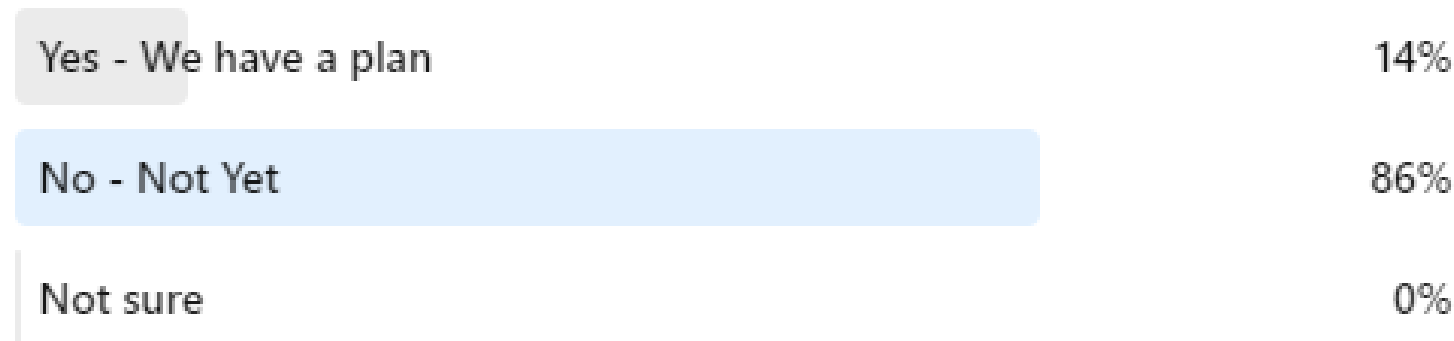 Yes - We have a plan 14%
No - Not Yet 86%
Not sure 0%